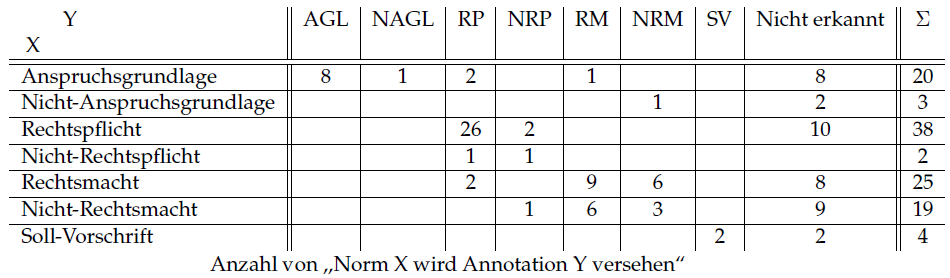 Y AGL NAGL RP NRP RM NRM SV Nicht erkannt Σ
X
Anspruchsgrundlage 8 1 2 1 8 20
Nicht-Anspruchsgrundlage 1 2 3
Rechtspflicht 26 2 10 38
Nicht-Rechtspflicht 1 1 2
Rechtsmacht 2 9 6 8 25
Nicht-Rechtsmacht 1 6 3 9 19
Soll-Vorschrift 2 2 4
Anzahl von „Norm X wird Annotation Y versehen“